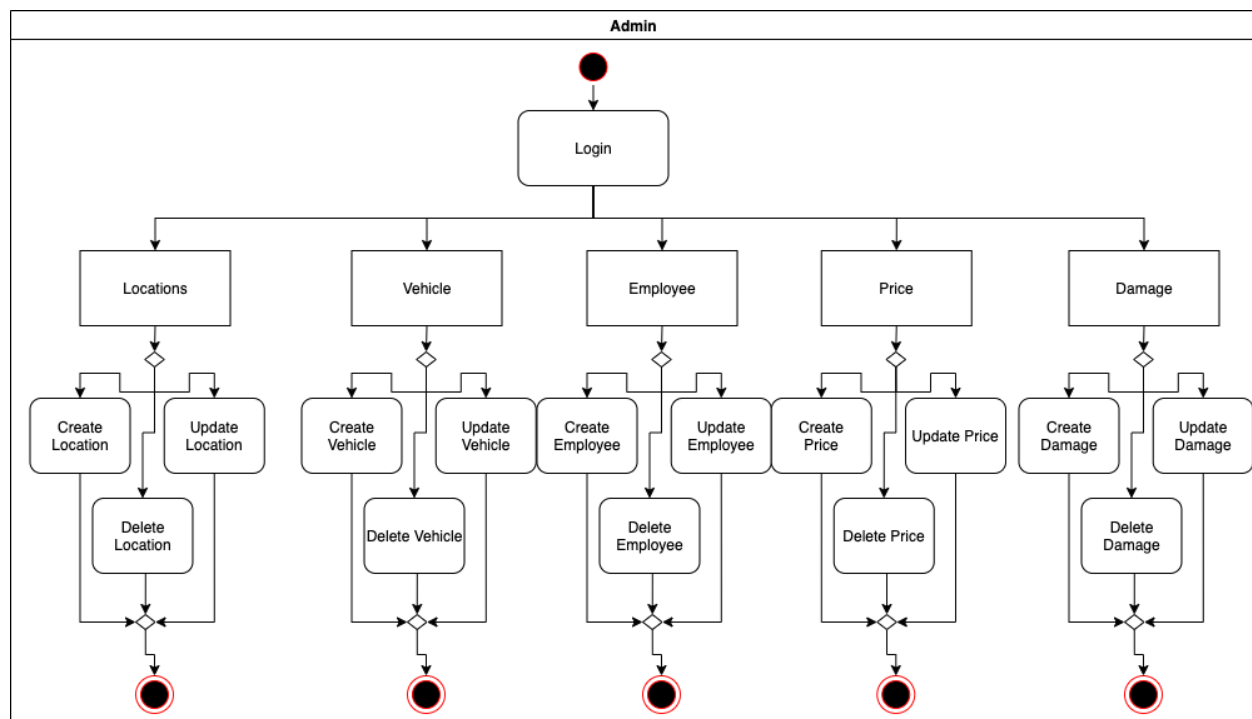 Admin
Login
Locations
Vehicle
Employee
Price
Damage
Create
Location
Update
Location
Create
Vehicle
Update
Vehicle
Create
Employee
Update
Employee
Create
Price
Update Price
Create
Damage
Update
Damage
Delete
Location
Delete Vehicle
Delete
Employee
Delete Price
Delete
Damage